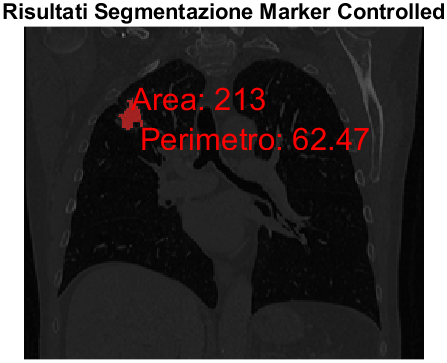 Risultati Segmentazione Marker Controlled
Area: 213
Perimetro: 62.47